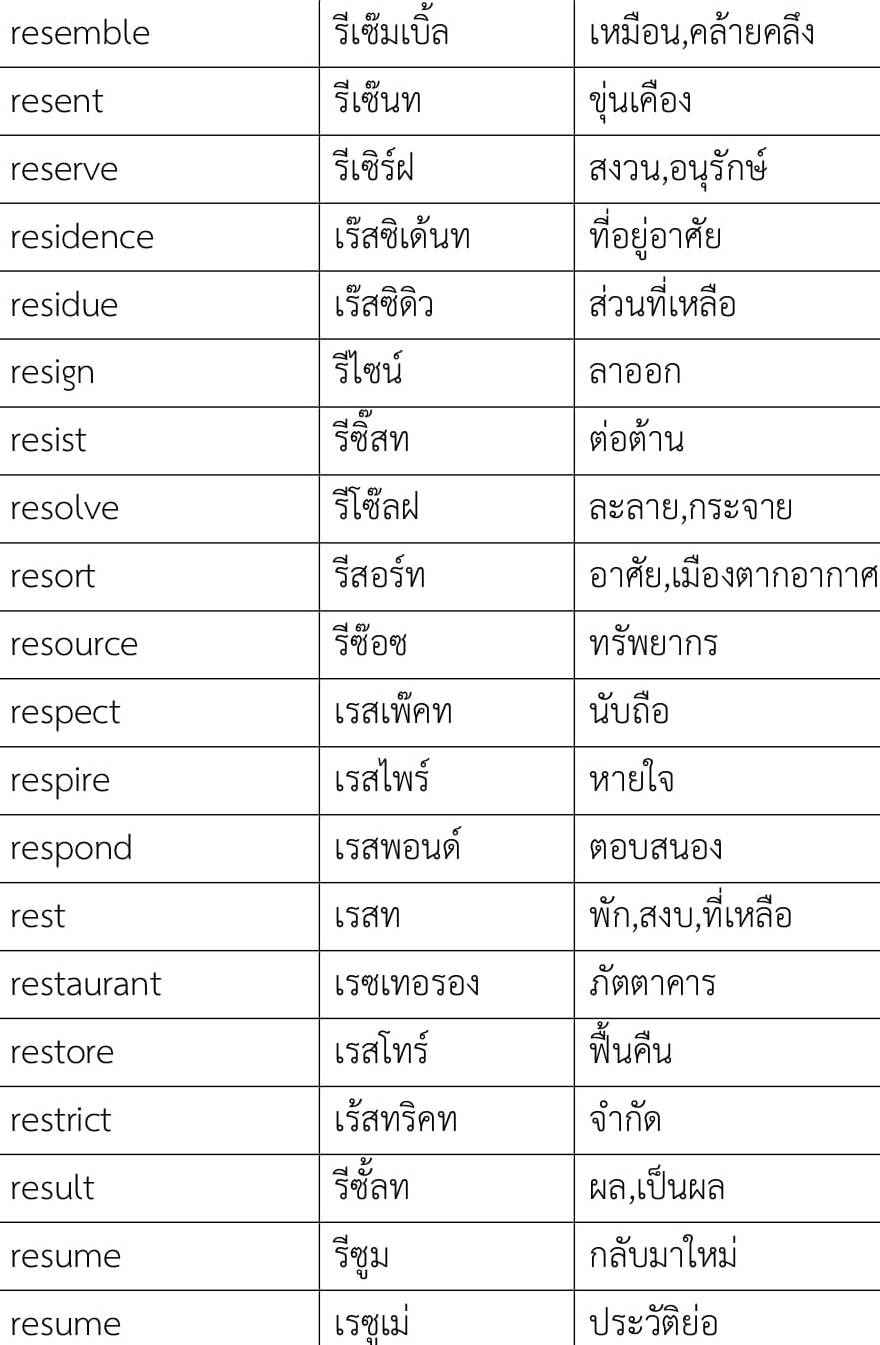 resemble รีเซ๊มเบิ้ล เหมือน,คล้ายคลึง
resent รีเซ๊นท ขุ่นเคือง
reserve รีเซิร์ฝ สงวน,อนุรักษ์
residence เร๊สซิเด้นท ที่อยู่อาศัย
residue เร๊สซิดิว ส่วนที่เหลือ
resign รีไซน์ ลาออก
resist รีซิ๊สท ต่อต้าน
resolve รีโซ๊ลฝ ละลาย,กระจาย
resort รีสอร์ท อาศัย,เมืองตากอากาศ
resource รีซ๊อซ ทรัพยากร
respect เรสเพ๊คท นับถือ
respire เรสไพร์ หายใจ
respond เรสพอนด์ ตอบสนอง
rest เรสท พัก,สงบ,ที่เหลือ
restaurant เรซเทอรอง ภัตตาคาร
restore เรสโทร์ ฟื้นคืน
restrict เร้สทริคท จำกัด
result รีซั้ลท ผล,เป็นผล
resume รีซูม กลับมาใหม่
resume เรซูเม่ ประวัติย่อ